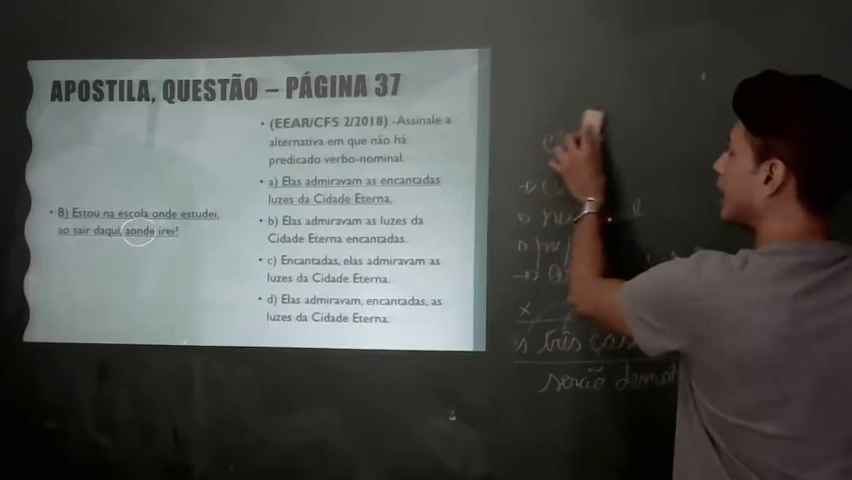 APOSTILA, QUESTÃO – PÁGINA 37
• B) Estou na escola onde estudei,
ao sair daqui, aonde irei?
• (EEAR/CFS 2/2018) -Assinale a
alternativa em que não há
predicado verbo-nominal.
• a) Elas admiravam as encantadas
luzes da Cidade Eterna.
• b) Elas admiravam as luzes da
Cidade Eterna encantadas.
• c) Encantadas, elas admiravam as
luzes da Cidade Eterna.
• d) Elas admiravam, encantadas, as
luzes da Cidade Eterna.
três
serão